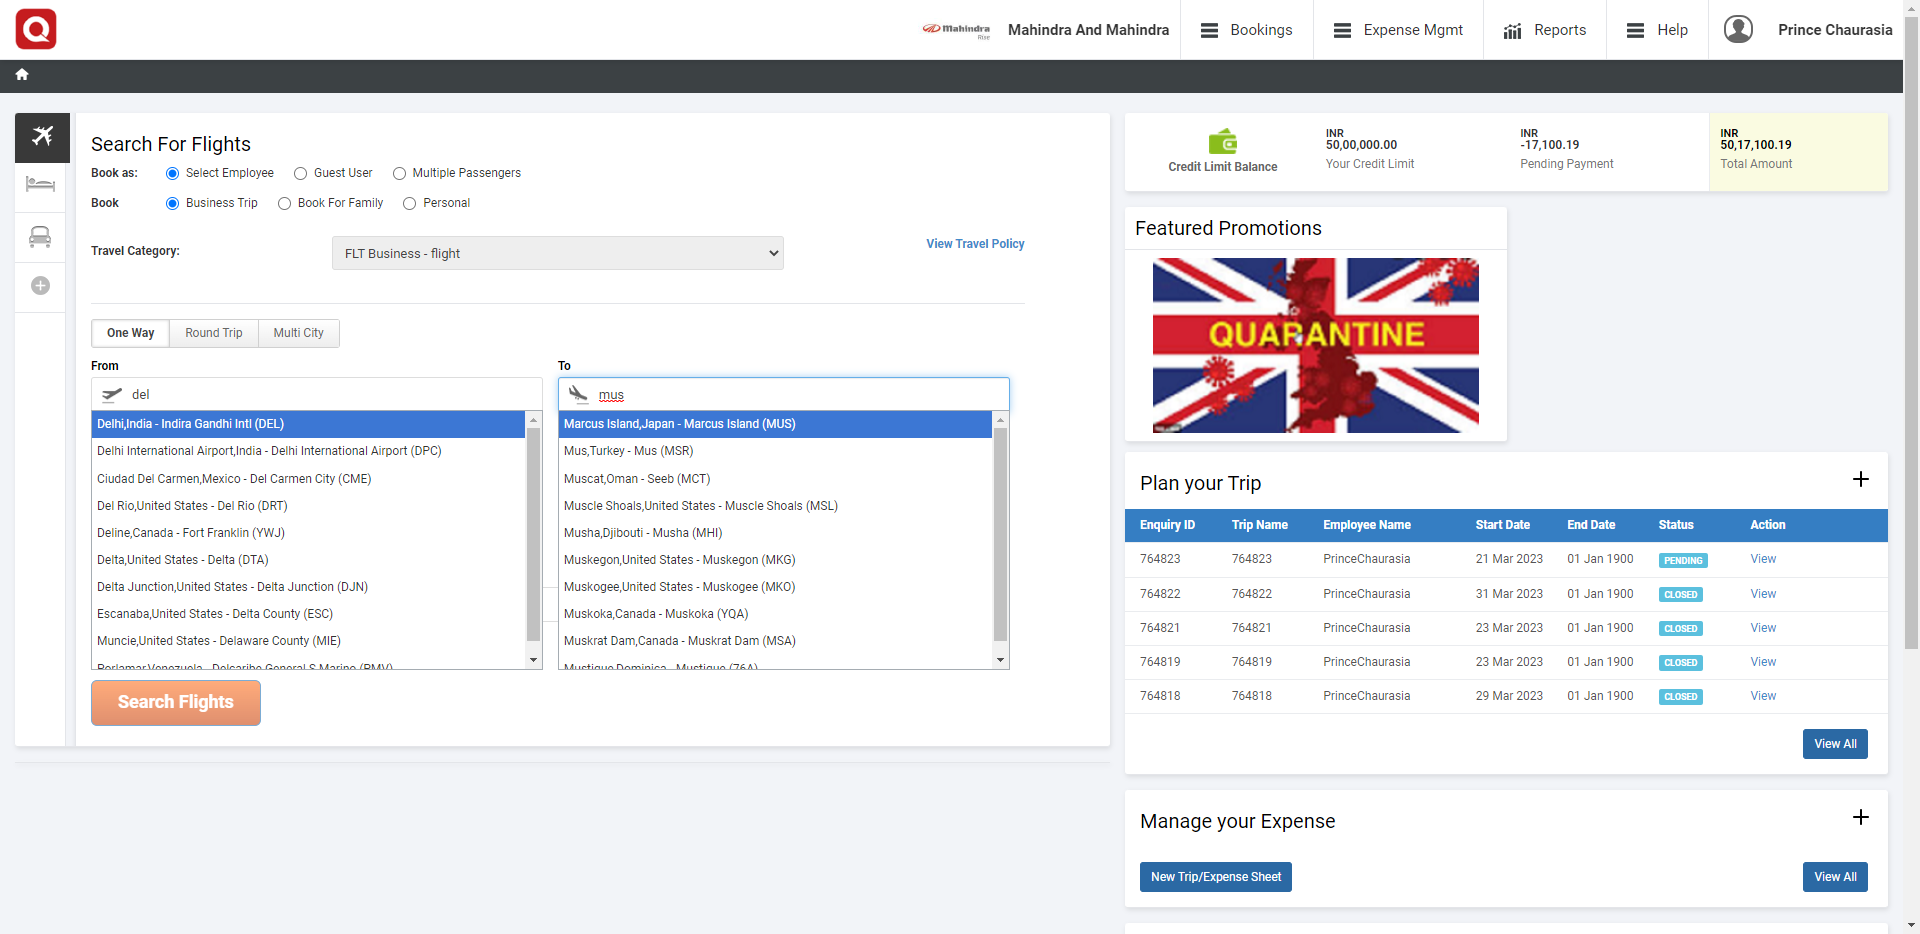 Mahindra Rise
Mahindra And Mahindra
Bookings
Expense Mgmt
Reports
Help
Prince Chaurasia
Search For Flights
Book as:
Select Employee
Guest User
Multiple Passengers
Book
Business Trip
Book For Family
Personal
Travel Category:
FLT Business - flight
View Travel Policy
One Way
Round Trip
Multi City
From
del
Delhi,India - Indira Gandhi Intl (DEL)
Delhi International Airport,India - Delhi International Airport (DPC)
Ciudad Del Carmen,Mexico - Del Carmen City (CME)
Del Rio,United States - Del Rio (DRT)
Deline,Canada - Fort Franklin (YWJ)
Delta,United States - Delta (DTA)
Delta Junction,United States - Delta Junction (DJN)
Escanaba,United States - Delta County (ESC)
Muncie,United States - Delaware County (MIE)
Porlamar,Venezuela - Delcaribe General S Marino (PMV)
To
mus
Marcus Island,Japan - Marcus Island (MUS)
Mus,Turkey - Mus (MSR)
Muscat,Oman - Seeb (MCT)
Muscle Shoals,United States - Muscle Shoals (MSL)
Musha,Djibouti - Musha (MHI)
Muskegon,United States - Muskegon (MKG)
Muskogee,United States - Muskogee (MKO)
Muskoka,Canada - Muskoka (YQA)
Muskrat Dam,Canada - Muskrat Dam (MSA)
Mustique,Dominica - Mustique (76A)
Search Flights
Credit Limit Balance
INR
50,00,000.00
Your Credit Limit
INR
-17,100.19
Pending Payment
INR
50,17,100.19
Total Amount
Featured Promotions
QUARANTINE
Plan your Trip
Enquiry ID Trip Name Employee Name Start Date End Date Status Action
764823 764823 PrinceChaurasia 21 Mar 2023 01 Jan 1900 PENDING View
764822 764822 PrinceChaurasia 31 Mar 2023 01 Jan 1900 CLOSED View
764821 764821 PrinceChaurasia 23 Mar 2023 01 Jan 1900 CLOSED View
764819 764819 PrinceChaurasia 23 Mar 2023 01 Jan 1900 CLOSED View
764818 764818 PrinceChaurasia 29 Mar 2023 01 Jan 1900 CLOSED View
View All
Manage your Expense
New Trip/Expense Sheet
View All